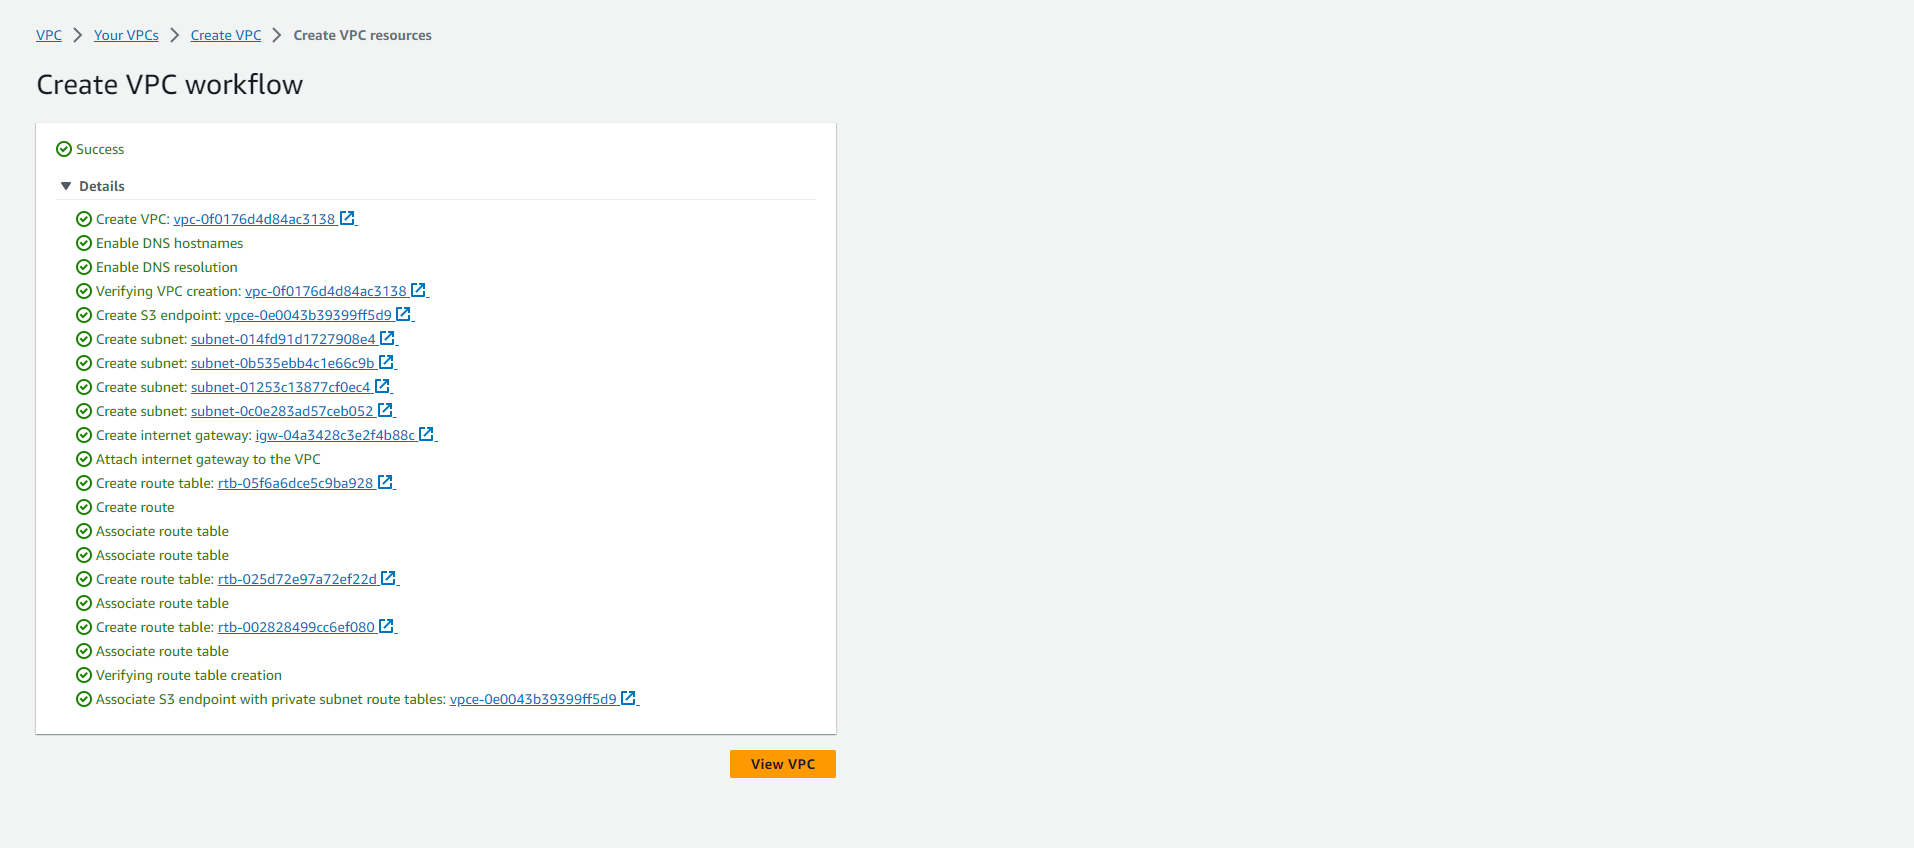 VPC > Your VPCs > Create VPC > Create VPC resources
Create VPC workflow
Success
Details
Create VPC: vpc-0f0176d4d84ac3138
Enable DNS hostnames
Enable DNS resolution
Verifying VPC creation: vpc-0f0176d4d84ac3138
Create S3 endpoint: vpce-0e0043b39399ff5d9
Create subnet: subnet-014fd91d1727908e4
Create subnet: subnet-0b535ebb4c1e66c9b
Create subnet: subnet-01253c13877cf0ec4
Create subnet: subnet-0c0e283ad57ceb052
Create internet gateway: igw-04a3428c3e2f4b88c
Attach internet gateway to the VPC
Create route table: rtb-05f6a6dce5c9ba928
Create route
Associate route table
Associate route table
Create route table: rtb-025d72e97a72ef22d
Associate route table
Create route table: rtb-002828499cc6ef080
Associate route table
Verifying route table creation
Associate S3 endpoint with private subnet route tables: vpce-0e0043b39399ff5d9
View VPC